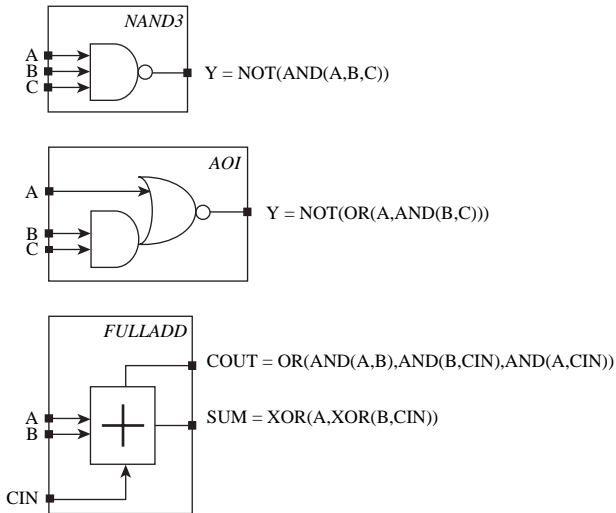 NAND3
A
B
C
Y = NOT(AND(A,B,C))
AOI
A
B
C
Y = NOT(OR(A,AND(B,C)))
FULLADD
COUT = OR(AND(A,B),AND(B,CIN),AND(A,CIN))
A
B
SUM = XOR(A,XOR(B,CIN))
CIN